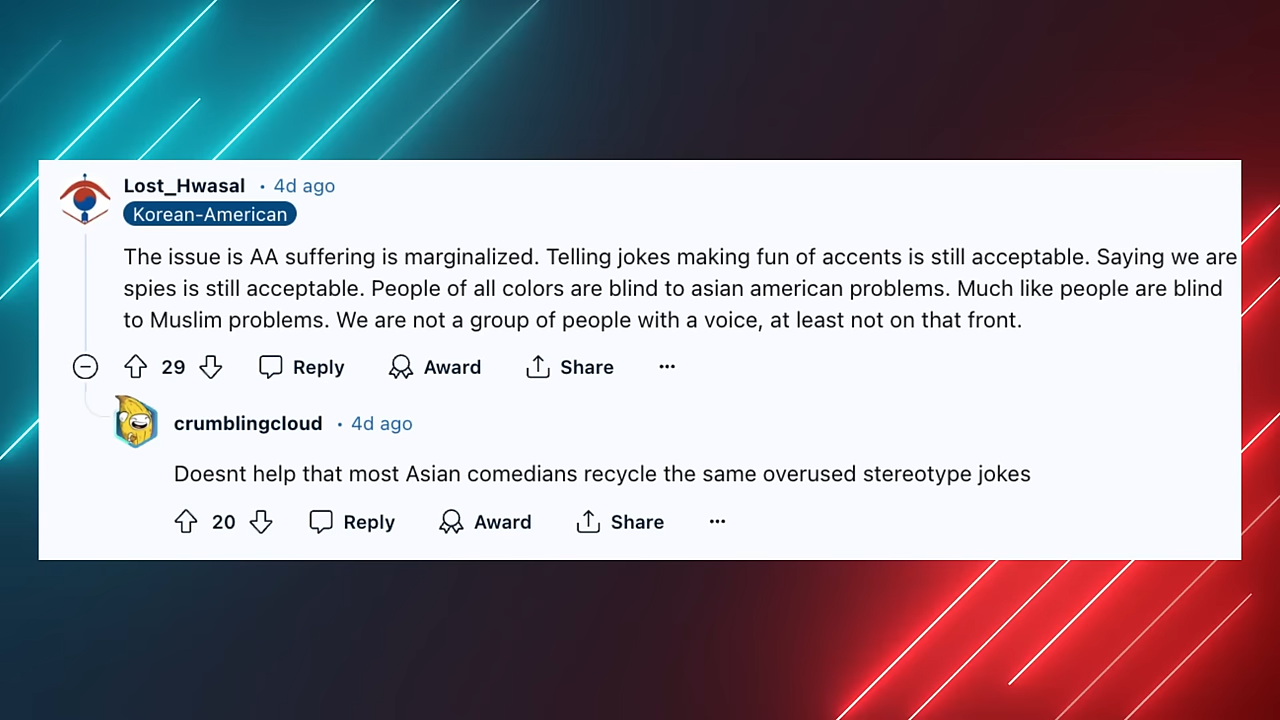 Lost_Hwasal • 4d ago
Korean-American
The issue is AA suffering is marginalized. Telling jokes making fun of accents is still acceptable. Saying we are
spies is still acceptable. People of all colors are blind to asian american problems. Much like people are blind
to Muslim problems. We are not a group of people with a voice, at least not on that front.
29 Reply Award Share ...
crumblingcloud • 4d ago
Doesnt help that most Asian comedians recycle the same overused stereotype jokes
20 Reply Award Share ...